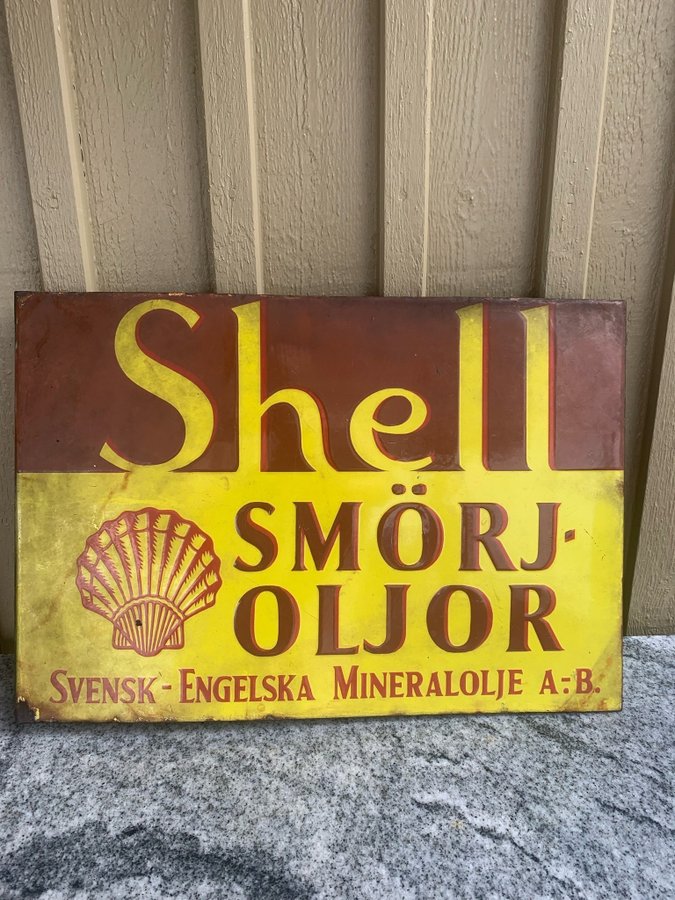 Shell
SMÖRJ-
OLJOR
SVENSK-ENGELSKA MINERALOLJE A.-B.